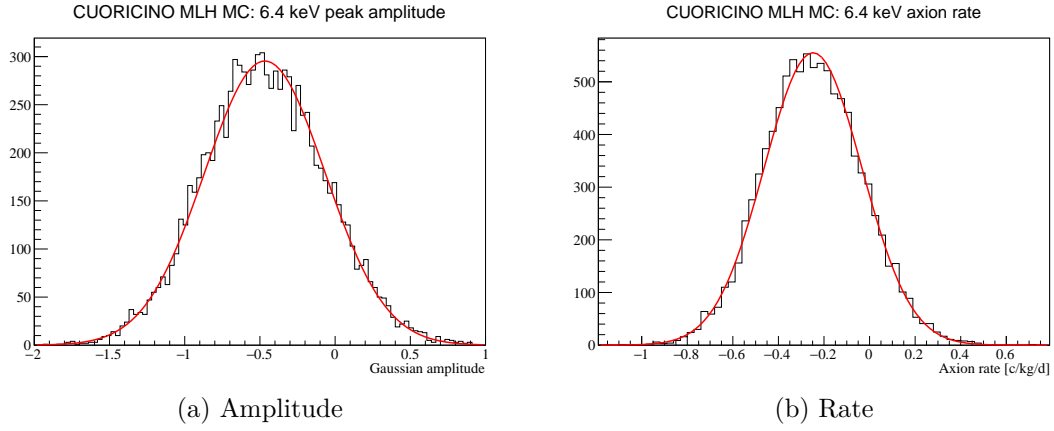 CUORICINO MLH MC: 6.4 keV peak amplitude
300
250
200
150
100
50
0
−2 −1.5 −1 −0.5 0 0.5 1
Gaussian amplitude
(a) Amplitude
CUORICINO MLH MC: 6.4 keV axion rate
500
400
300
200
100
0
−1 −0.8 −0.6 −0.4 −0.2 0 0.2 0.4 0.6
Axion rate [c/kg/d]
(b) Rate